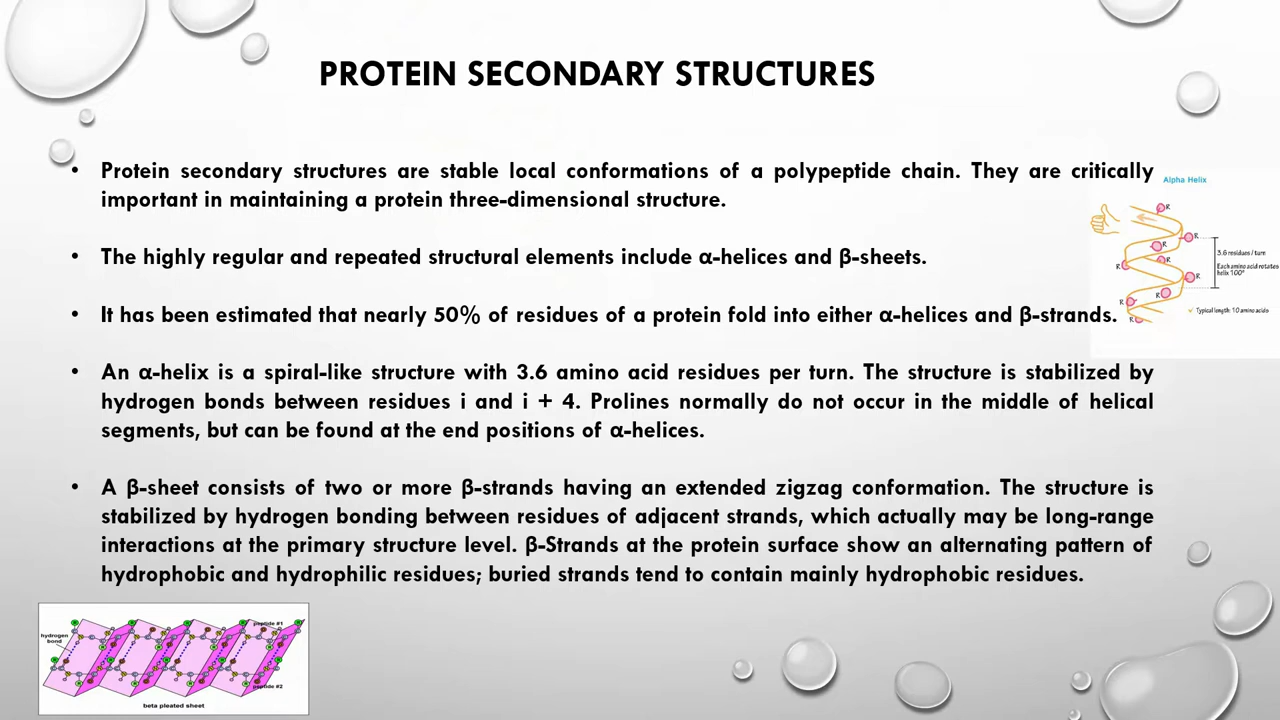 PROTEIN SECONDARY STRUCTURES
• Protein secondary structures are stable local conformations of a polypeptide chain. They are critically
important in maintaining a protein three-dimensional structure.
• The highly regular and repeated structural elements include α-helices and β-sheets.
• It has been estimated that nearly 50% of residues of a protein fold into either α-helices and β-strands.
• An α-helix is a spiral-like structure with 3.6 amino acid residues per turn. The structure is stabilized by
hydrogen bonds between residues i and i + 4. Prolines normally do not occur in the middle of helical
segments, but can be found at the end positions of α-helices.
• A β-sheet consists of two or more β-strands having an extended zigzag conformation. The structure is
stabilized by hydrogen bonding between residues of adjacent strands, which actually may be long-range
interactions at the primary structure level. β-Strands at the protein surface show an alternating pattern of
hydrophobic and hydrophilic residues; buried strands tend to contain mainly hydrophobic residues.
Alpha Helix
R
R
R
R
R
R
R
R
R
3.6 residues / turn
Each amino acid rotates
helix 100°
Typical length: 10 amino acids
hydrogen
bond
peptide #1
peptide #2
beta pleated sheet